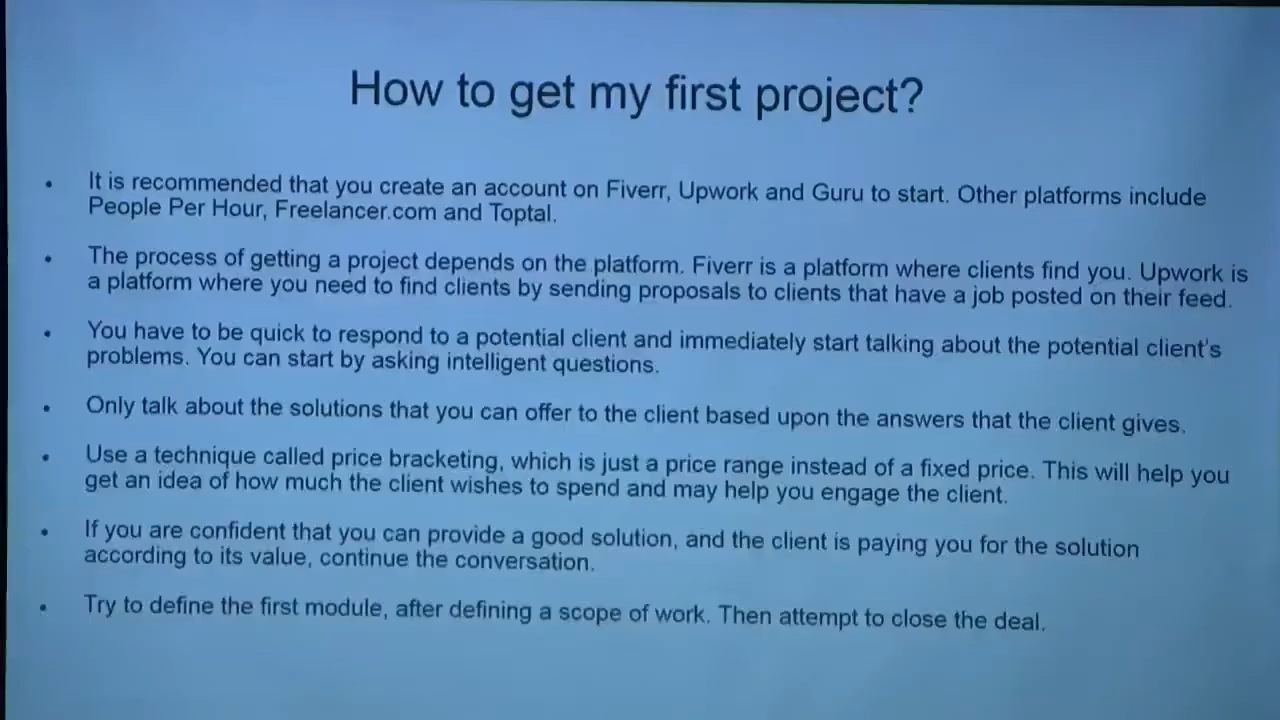 How to get my first project?
• It is recommended that you create an account on Fiverr, Upwork and Guru to start. Other platforms include
People Per Hour, Freelancer.com and Toptal.
• The process of getting a project depends on the platform. Fiverr is a platform where clients find you. Upwork is
a platform where you need to find clients by sending proposals to clients that have a job posted on their feed.
• You have to be quick to respond to a potential client and immediately start talking about the potential client's
problems. You can start by asking intelligent questions.
• Only talk about the solutions that you can offer to the client based upon the answers that the client gives.
• Use a technique called price bracketing, which is just a price range instead of a fixed price. This will help you
get an idea of how much the client wishes to spend and may help you engage the client.
• If you are confident that you can provide a good solution, and the client is paying you for the solution
according to its value, continue the conversation.
• Try to define the first module, after defining a scope of work. Then attempt to close the deal.